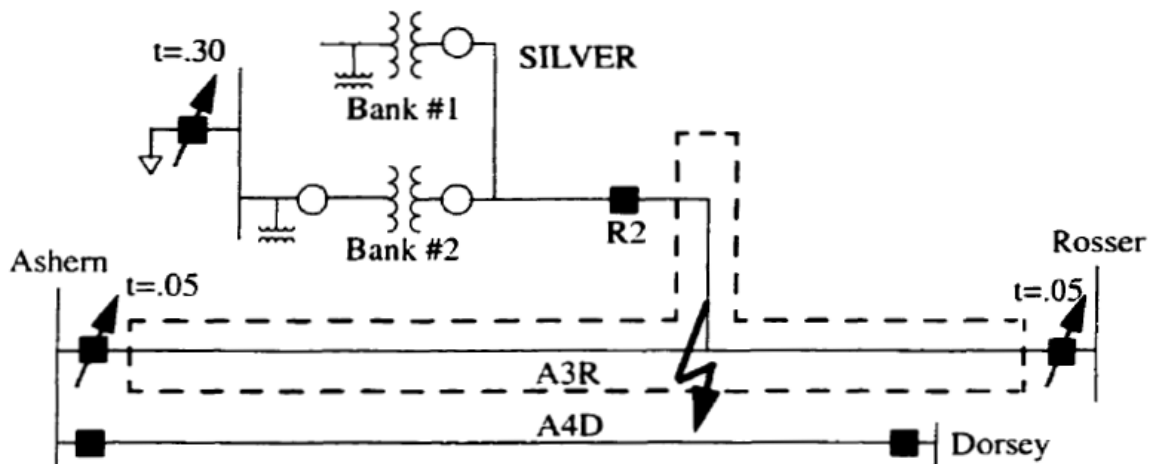 t=.30
SILVER
Bank #1
Bank #2
R2
Ashern
Rosser
t=.05
t=.05
A3R
A4D
Dorsey